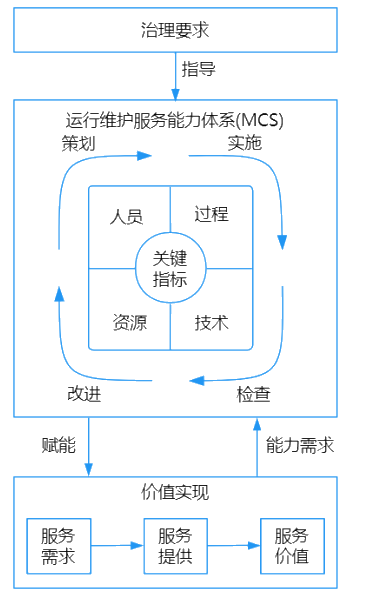 治理要求
指导
运行维护服务能力体系(MCS)
策划
实施
人员
过程
关键
指标
资源
技术
改进
检查
赋能
能力需求
价值实现
服务
需求
服务
提供
服务
价值